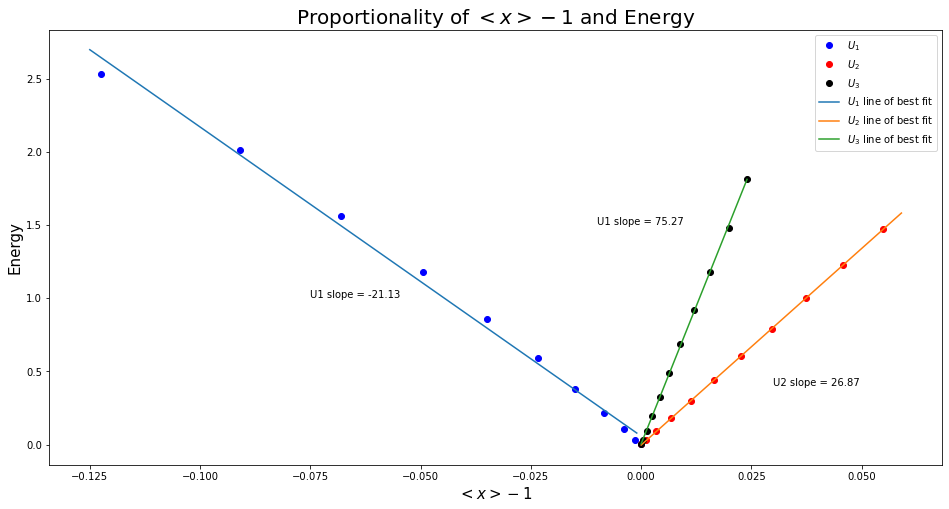 Proportionality of < x > − 1 and Energy
U₁
U₂
U₃
U₁ line of best fit
U₂ line of best fit
U₃ line of best fit
Energy
2.5
2.0
1.5
1.0
0.5
0.0
U1 slope = 75.27
U1 slope = -21.13
U2 slope = 26.87
−0.125
−0.100
−0.075
−0.050
−0.025
0.000
0.025
0.050
< x > − 1